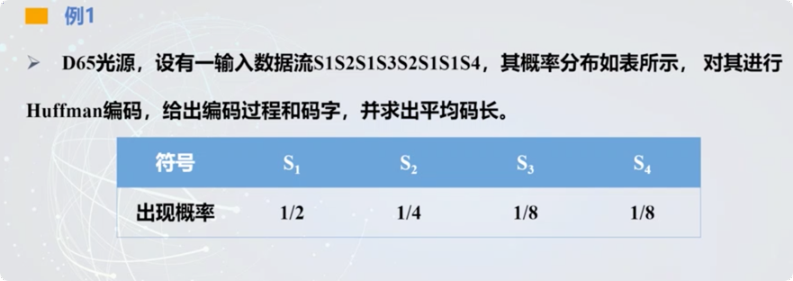 例1
➢ D65光源，设有一输入数据流S1S2S1S3S2S1S1S4，其概率分布如表所示， 对其进行
Huffman编码，给出编码过程和码字，并求出平均码长。
符号 S₁ S₂ S₃ S₄
出现概率 1/2 1/4 1/8 1/8